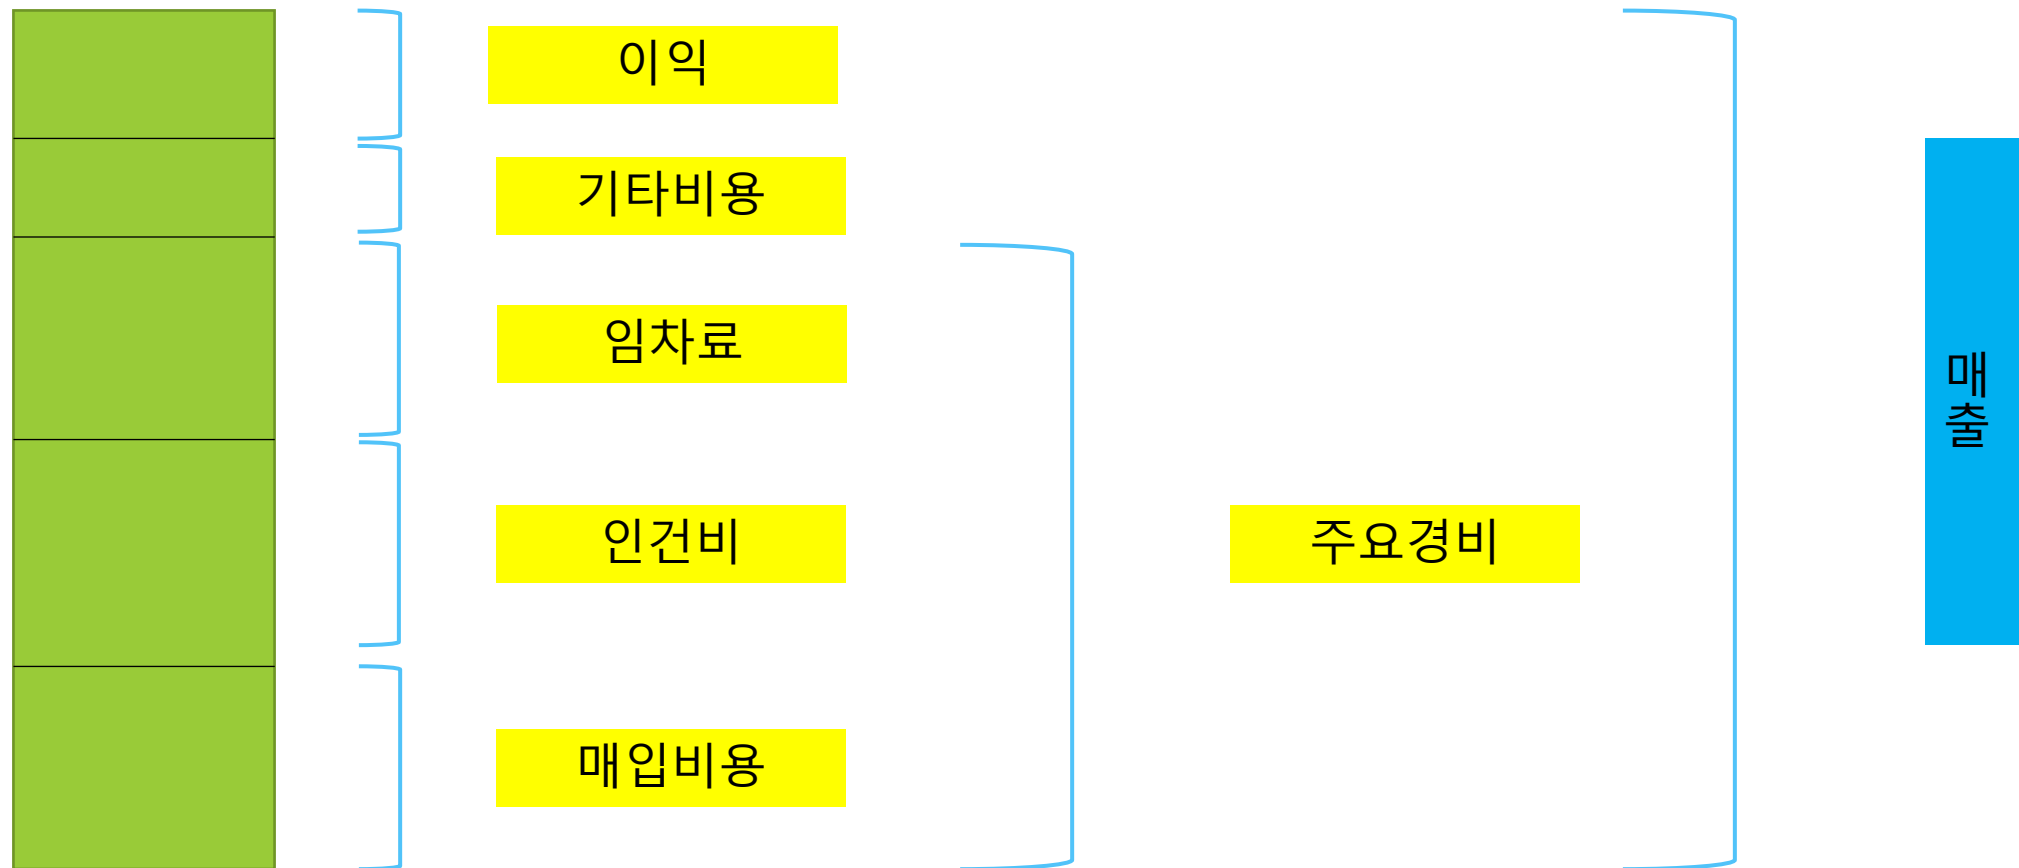 이익
기타비용
임차료
인건비
매입비용
주요경비
매출